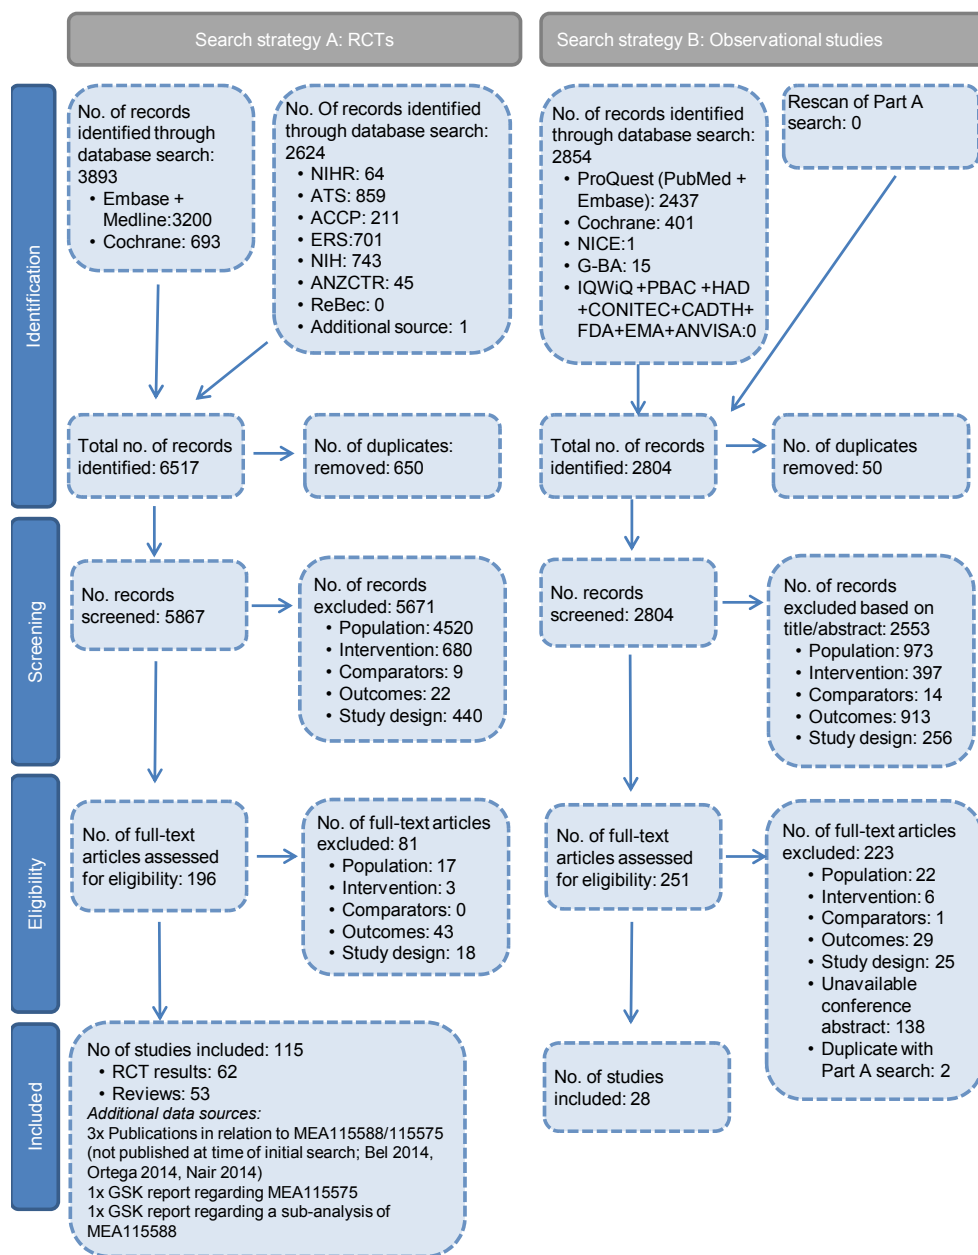 Search strategy A: RCTs
Search strategy B: Observational studies
Identification
No. of records
identified through
database search:
3893
• Embase +
Medline:3200
• Cochrane: 693
No. Of records identified
through database search:
2624
• NIHR: 64
• ATS: 859
• ACCP: 211
• ERS:701
• NIH: 743
• ANZCTR: 45
• ReBec: 0
• Additional source: 1
No. of records identified
through database search:
2854
• ProQuest (PubMed +
Embase): 2437
• Cochrane: 401
• NICE:1
• G-BA: 15
• IQWiQ +PBAC +HAD
+CONITEC+CADTH+
FDA+EMA+ANVISA:0
Rescan of Part A
search: 0
Total no. of records
identified: 6517
No. of duplicates:
removed: 650
Total no. of records
identified: 2804
No. of duplicates
removed: 50
Screening
No. records
screened: 5867
No. of records
excluded: 5671
• Population: 4520
• Intervention: 680
• Comparators: 9
• Outcomes: 22
• Study design: 440
No. of records
screened: 2804
No. of records
excluded based on
title/abstract: 2553
• Population: 973
• Intervention: 397
• Comparators: 14
• Outcomes: 913
• Study design: 256
Eligibility
No. of full-text
articles assessed
for eligibility: 196
No. of full-text articles
excluded: 81
• Population: 17
• Intervention: 3
• Comparators: 0
• Outcomes: 43
• Study design: 18
No. of full-text
articles assessed
for eligibility: 251
No. of full-text articles
excluded: 223
• Population: 22
• Intervention: 6
• Comparators: 1
• Outcomes: 29
• Study design: 25
• Unavailable
conference
abstract: 138
• Duplicate with
Part A search: 2
Included
No of studies included: 115
• RCT results: 62
• Reviews: 53
Additional data sources:
3x Publications in relation to MEA115588/115575
(not published at time of initial search; Bel 2014,
Ortega 2014, Nair 2014)
1x GSK report regarding MEA115575
1x GSK report regarding a sub-analysis of
MEA115588
No. of studies
included: 28